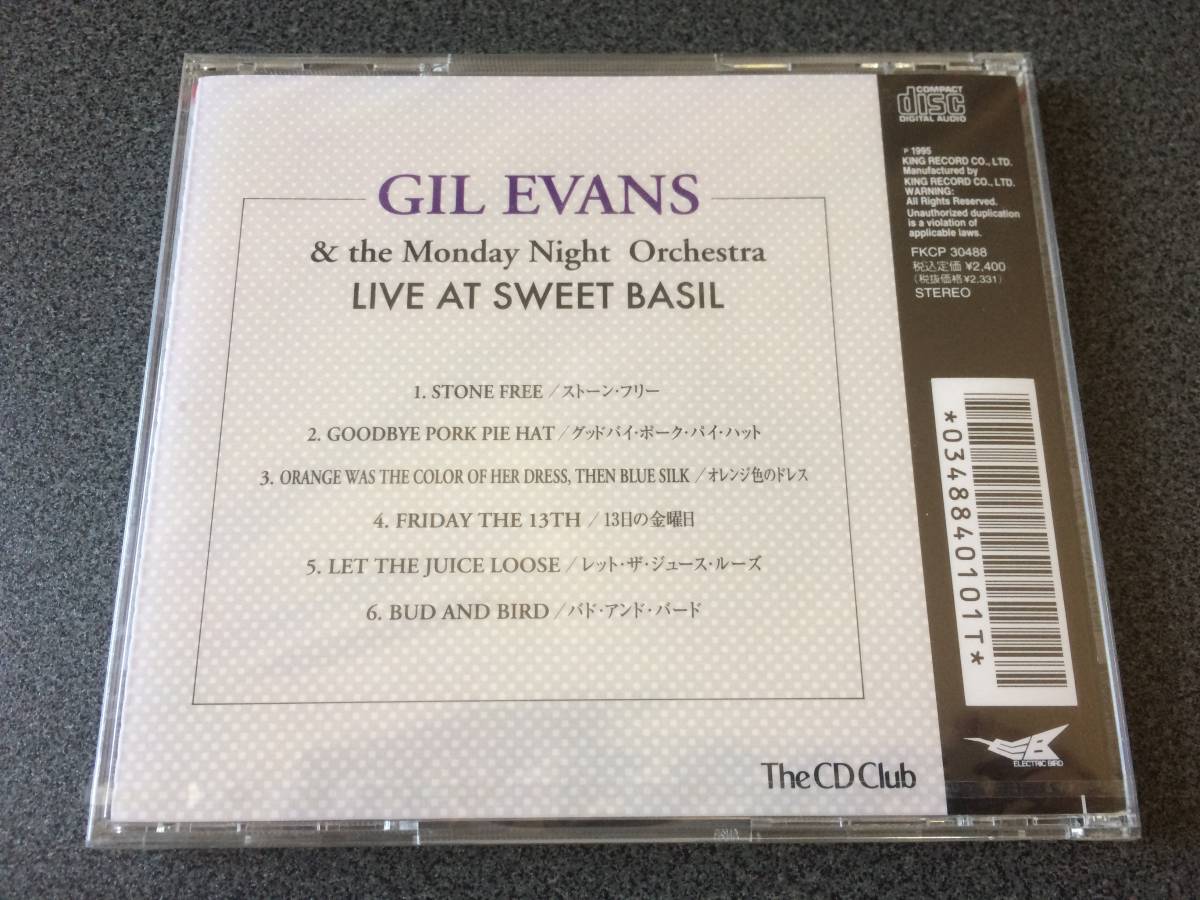 GIL EVANS
& the Monday Night Orchestra
LIVE AT SWEET BASIL
1. STONE FREE / ストーン・フリー
2. GOODBYE PORK PIE HAT / グッドバイ・ポーク・パイ・ハット
3. ORANGE WAS THE COLOR OF HER DRESS, THEN BLUE SILK / オレンジ色のドレス
4. FRIDAY THE 13TH / 13日の金曜日
5. LET THE JUICE LOOSE / レット・ザ・ジュース・ルーズ
6. BUD AND BIRD / バド・アンド・バード
The CD Club
COMPACT
disc
DIGITAL AUDIO
℗ 1995
KING RECORD CO., LTD.
Manufactured by
KING RECORD CO., LTD.
WARNING:
All Rights Reserved.
Unauthorized duplication
is a violation of
applicable laws.
FKCP 30488
税込定価 ¥2,400
(税抜価格¥2,331)
STEREO
*0348840101T*
EB
ELECTRIC BIRD